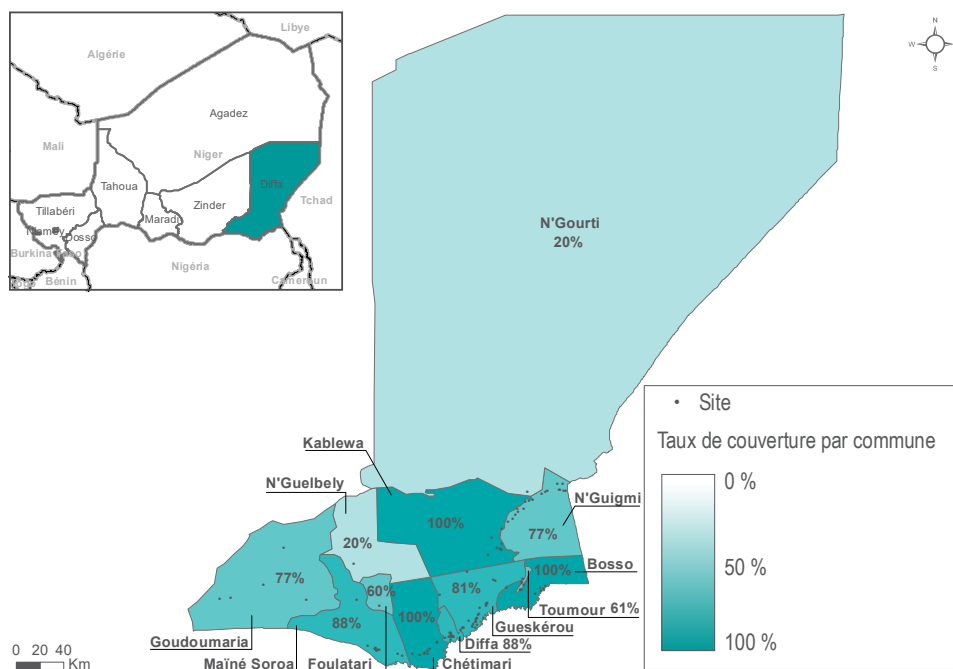 Libye
Algérie
Agadez
Mali
Niger
Tahoua
Diffa
Tchad
Tillabéri
Zinder
Maradi
Niamey
Dosso
Burkina Faso
Nigéria
Bénin
Cameroun
N
W
E
S
N'Gourti
20%
Kablewa
N'Guelbely
100%
N'Guigmi
20%
77%
77%
60%
81%
100%
Bosso
88%
100%
Toumour 61%
Gueskérou
Goudoumaria
Diffa 88%
Maïné Soroa
Foulatari
Chétimari
0 20 40
Km
Site
Taux de couverture par commune
0 %
50 %
100 %